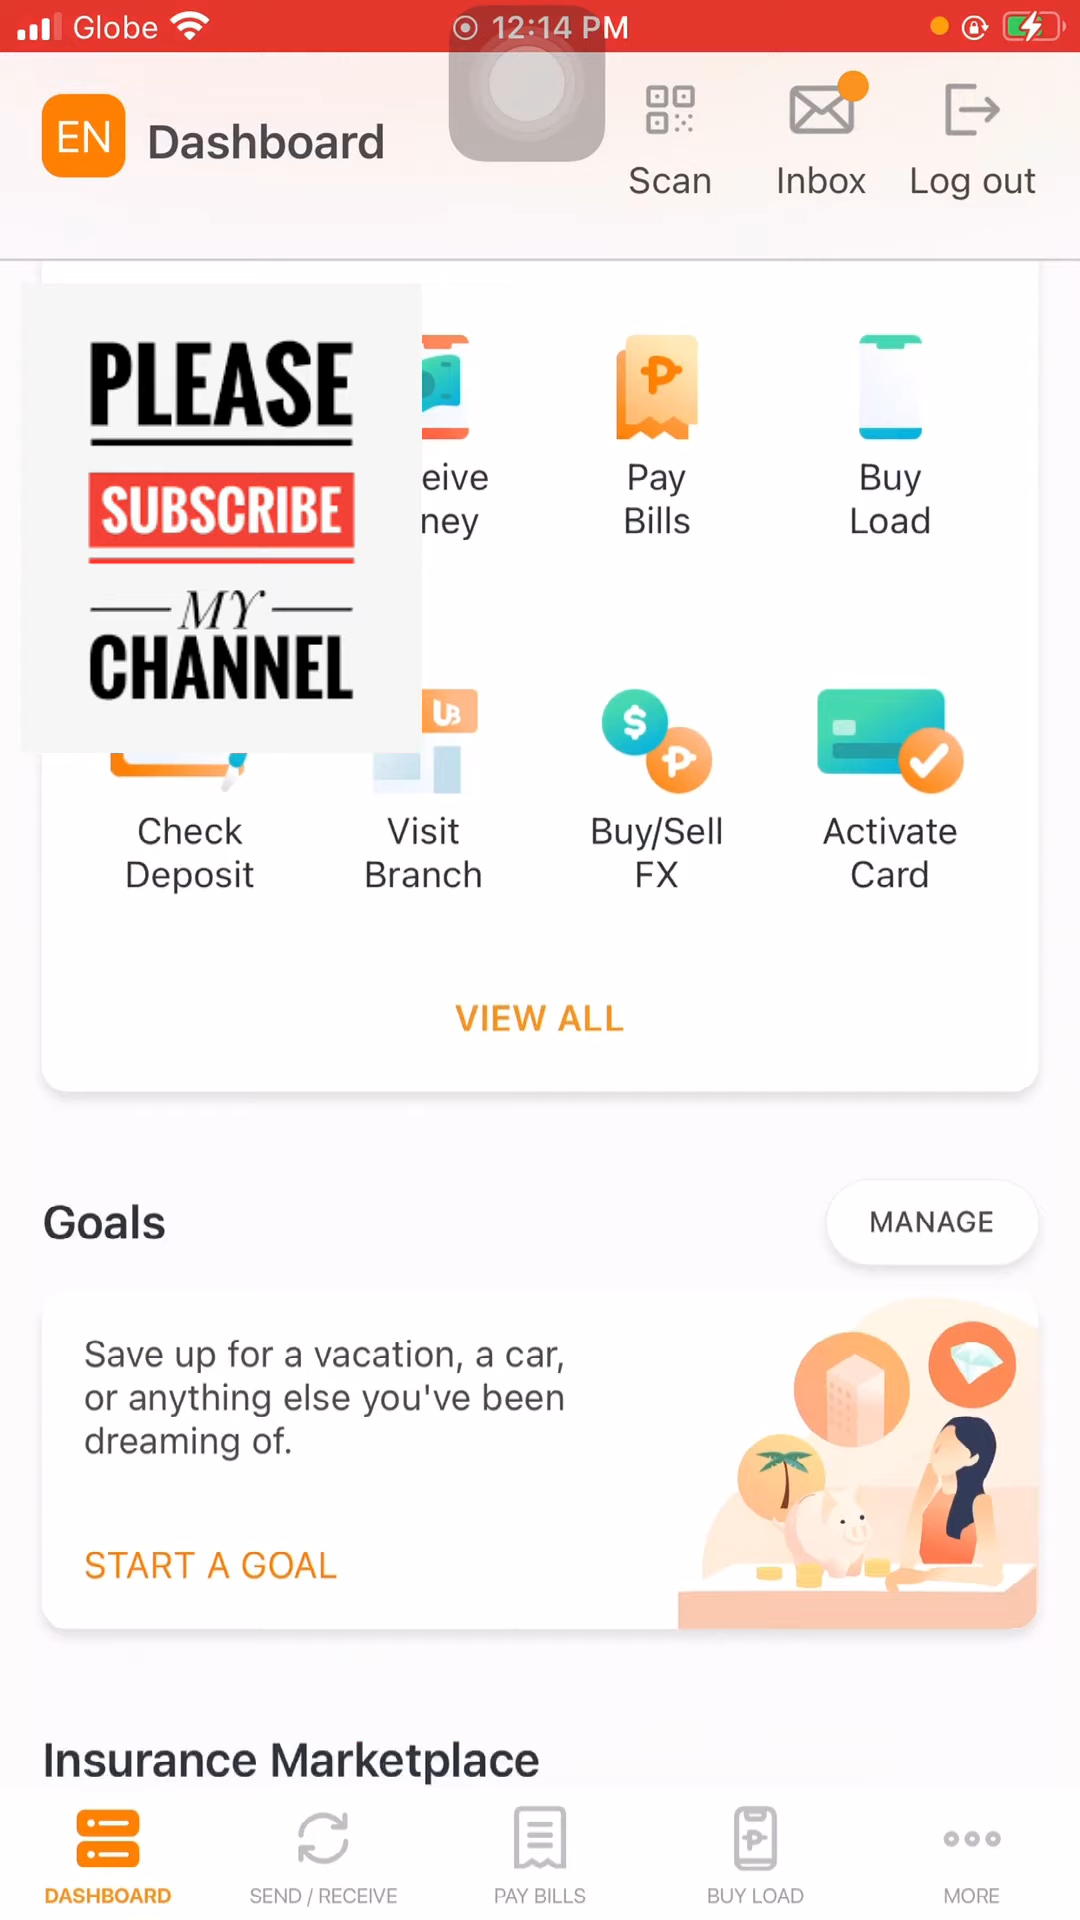 Globe
12:14 PM
EN
Dashboard
Scan
Inbox
Log out
PLEASE
SUBSCRIBE
MY
CHANNEL
eive
ney
Pay
Bills
Buy
Load
Check
Deposit
UB
Visit
Branch
Buy/Sell
FX
Activate
Card
VIEW ALL
Goals
MANAGE
Save up for a vacation, a car,
or anything else you've been
dreaming of.
START A GOAL
Insurance Marketplace
DASHBOARD
SEND / RECEIVE
PAY BILLS
BUY LOAD
MORE